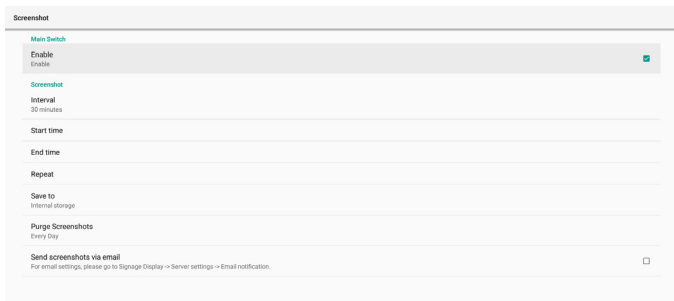 Screenshot
Main Switch
Enable
Enable
Screenshot
Interval
30 minutes
Start time
End time
Repeat
Save to
Internal storage
Purge Screenshots
Every Day
Send screenshots via email
For email settings, please go to Signage Display -> Server settings -> Email notification.